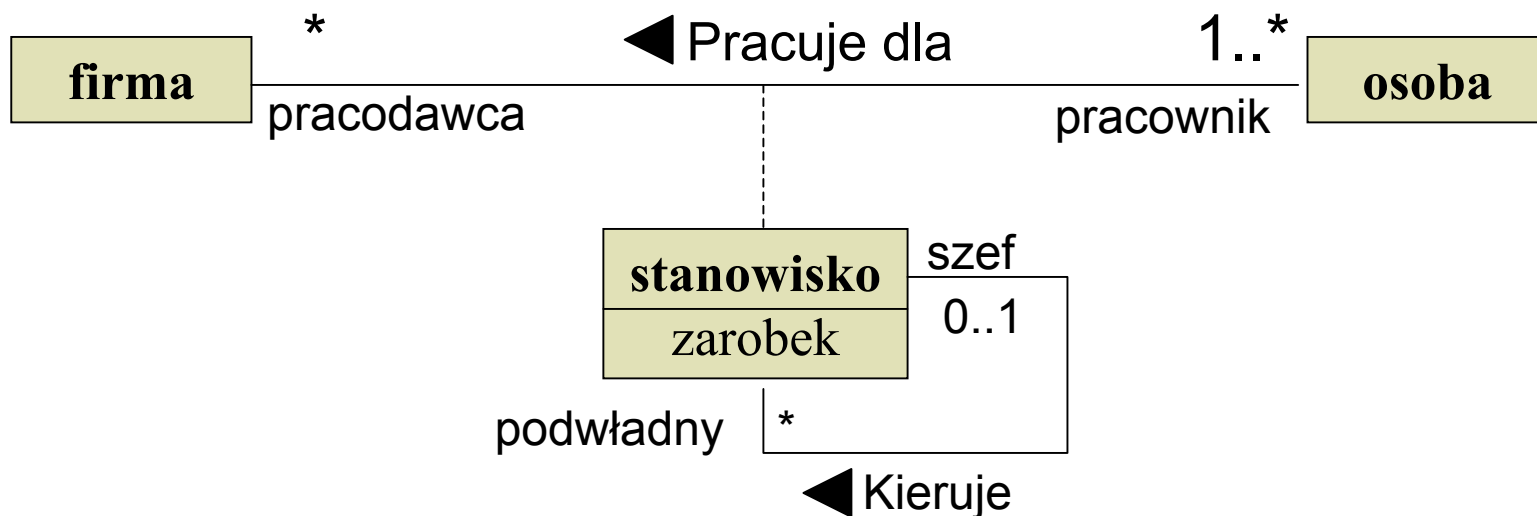 * ◀ Pracuje dla 1..*
firma osoba
pracodawca pracownik
stanowisko szef
zarobek 0..1
podwładny *
◀ Kieruje